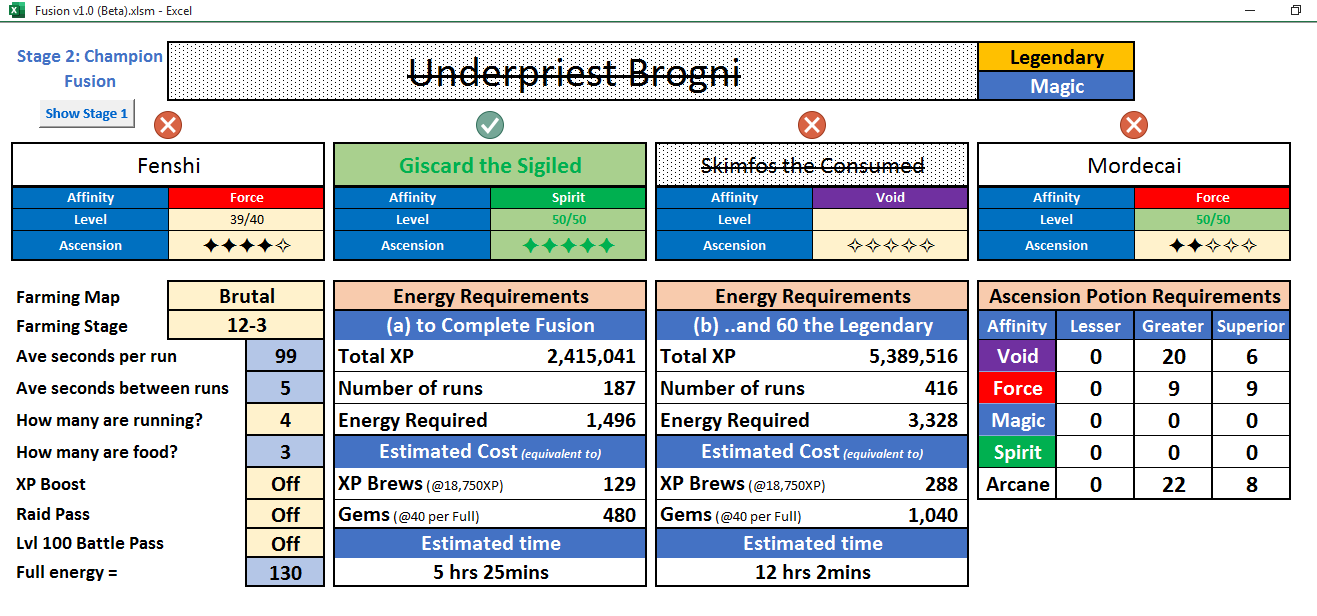 Fusion v1.0 (Beta).xlsm - Excel
Stage 2: Champion Fusion
Show Stage 1
Underpriest Brogni
Legendary
Magic
Fenshi
Affinity Force
Level 39/40
Ascension ✦✦✦✦✧
Giscard the Sigiled
Affinity Spirit
Level 50/50
Ascension ✦✦✦✦✦
Skimfos the Consumed
Affinity Void
Level
Ascension ✧✧✧✧✧
Mordecai
Affinity Force
Level 50/50
Ascension ✦✦✧✧✧
Farming Map Brutal
Farming Stage 12-3
Ave seconds per run 99
Ave seconds between runs 5
How many are running? 4
How many are food? 3
XP Boost Off
Raid Pass Off
Lvl 100 Battle Pass Off
Full energy = 130
Energy Requirements
(a) to Complete Fusion
Total XP 2,415,041
Number of runs 187
Energy Required 1,496
Estimated Cost (equivalent to)
XP Brews (@18,750XP) 129
Gems (@40 per Full) 480
Estimated time
5 hrs 25mins
Energy Requirements
(b) ..and 60 the Legendary
Total XP 5,389,516
Number of runs 416
Energy Required 3,328
Estimated Cost (equivalent to)
XP Brews (@18,750XP) 288
Gems (@40 per Full) 1,040
Estimated time
12 hrs 2mins
Ascension Potion Requirements
Affinity Lesser Greater Superior
Void 0 20 6
Force 0 9 9
Magic 0 0 0
Spirit 0 0 0
Arcane 0 22 8